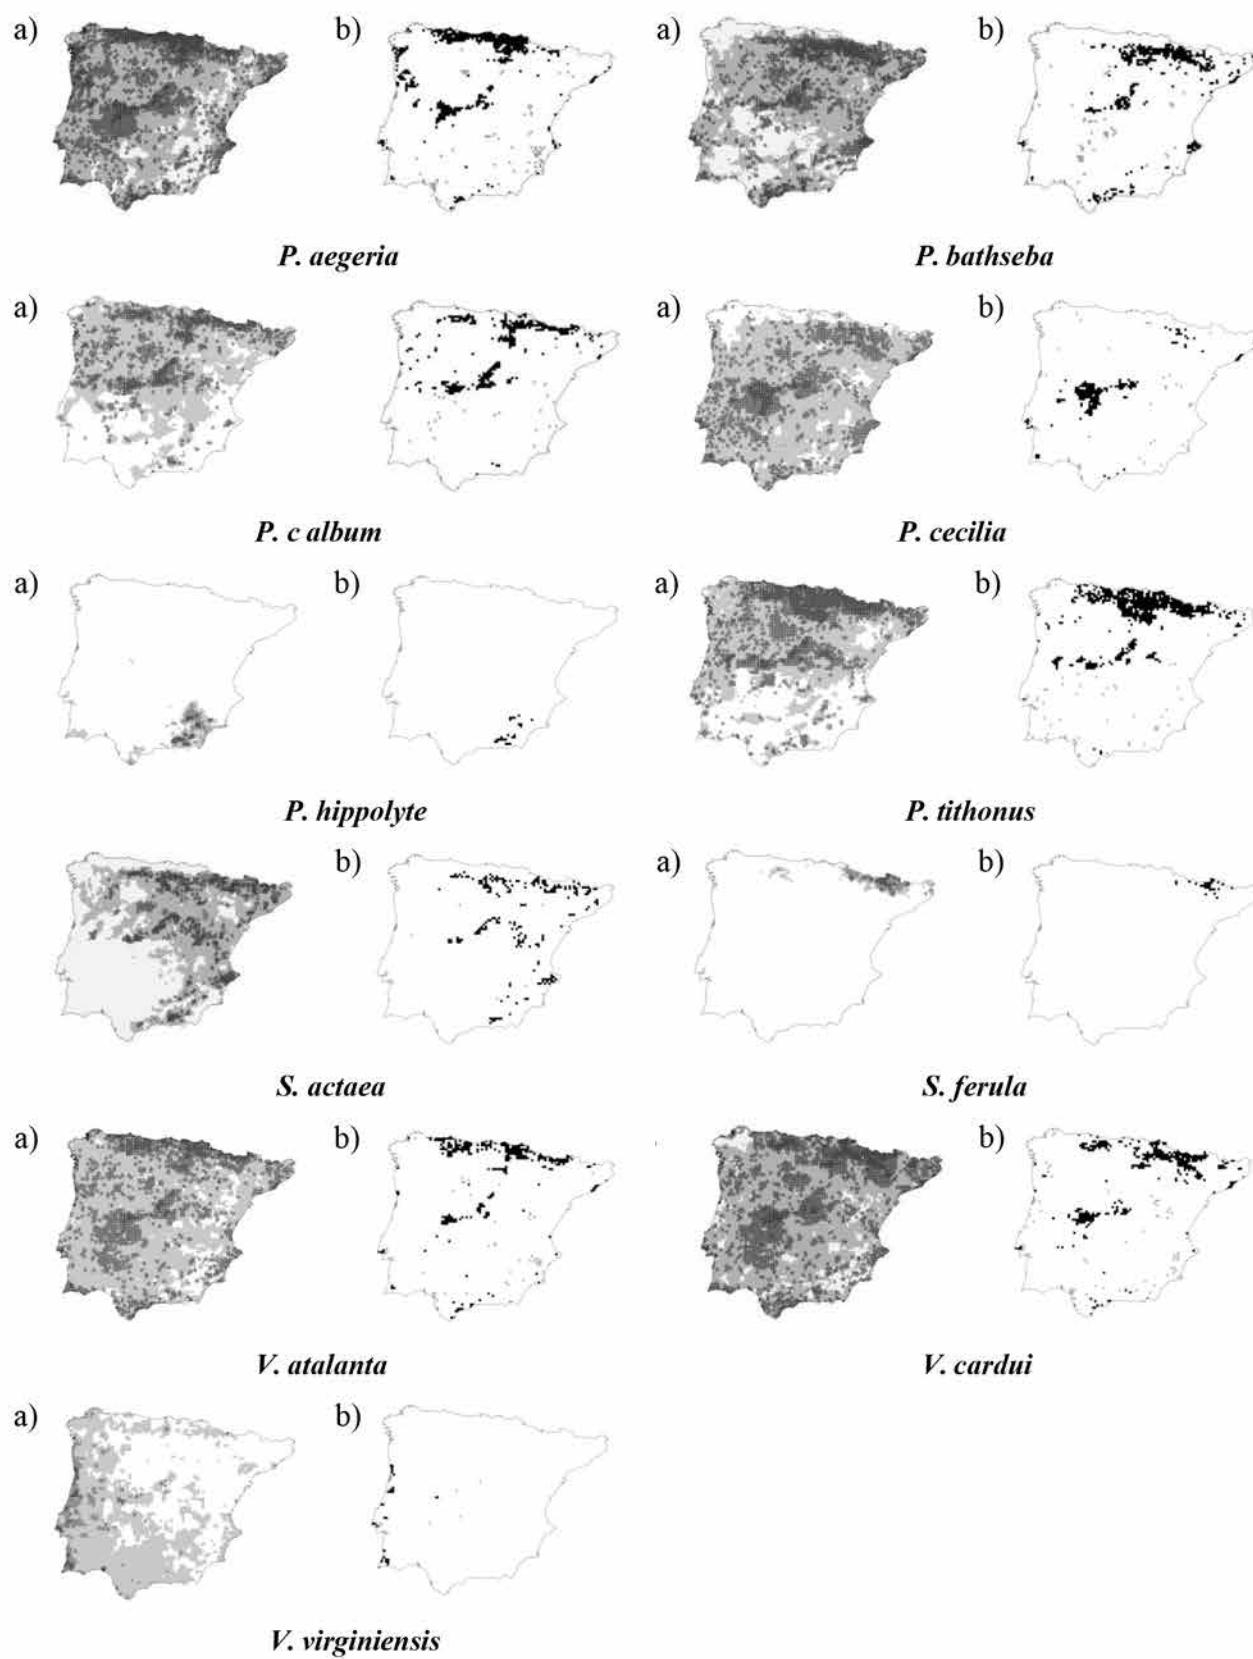 a) b) a) b)
P. aegeria P. bathseba
a) a) b)
P. c album P. cecilia
a) b) a) b)
P. hippolyte P. tithonus
a) b) a) b)
S. actaea S. ferula
a) b) b)
V. atalanta V. cardui
a) b)
V. virginiensis